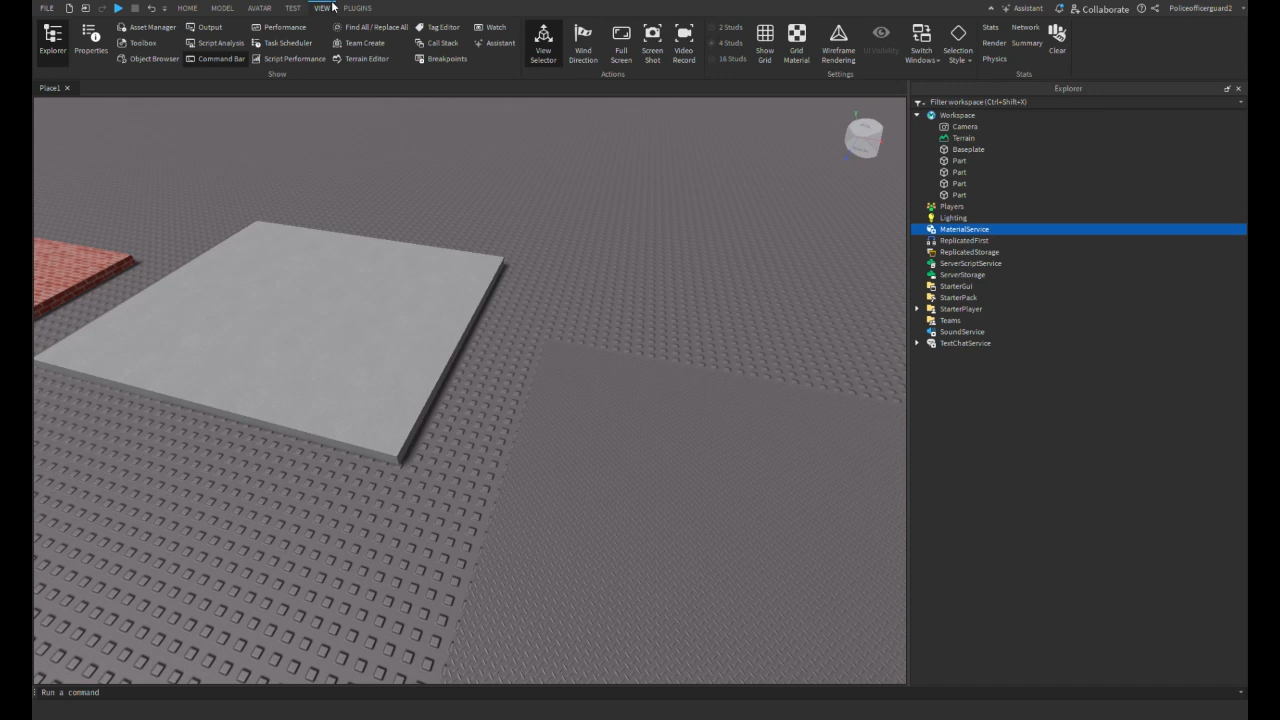 FILE HOME MODEL AVATAR TEST VIEW PLUGINS Assistant Collaborate Policeofficerguard2
Explorer Properties Asset Manager Output Performance Find All / Replace All Tag Editor Watch
Toolbox Script Analysis Task Scheduler Team Create Call Stack Assistant
Object Browser Command Bar Script Performance Terrain Editor Breakpoints
Show
View Selector
Wind Direction
Full Screen
Screen Shot
Video Record
Actions
2 Studs
4 Studs
16 Studs
Show Grid
Grid Material
Wireframe Rendering
UI Visibility
Switch Windows
Selection Style
Settings
Stats Network
Render Summary
Physics
Clear
Stats
Place1
Explorer
Filter workspace (Ctrl+Shift+X)
Workspace
Camera
Terrain
Baseplate
Part
Part
Part
Part
Players
Lighting
MaterialService
ReplicatedFirst
ReplicatedStorage
ServerScriptService
ServerStorage
StarterGui
StarterPack
StarterPlayer
Teams
SoundService
TextChatService
Run a command